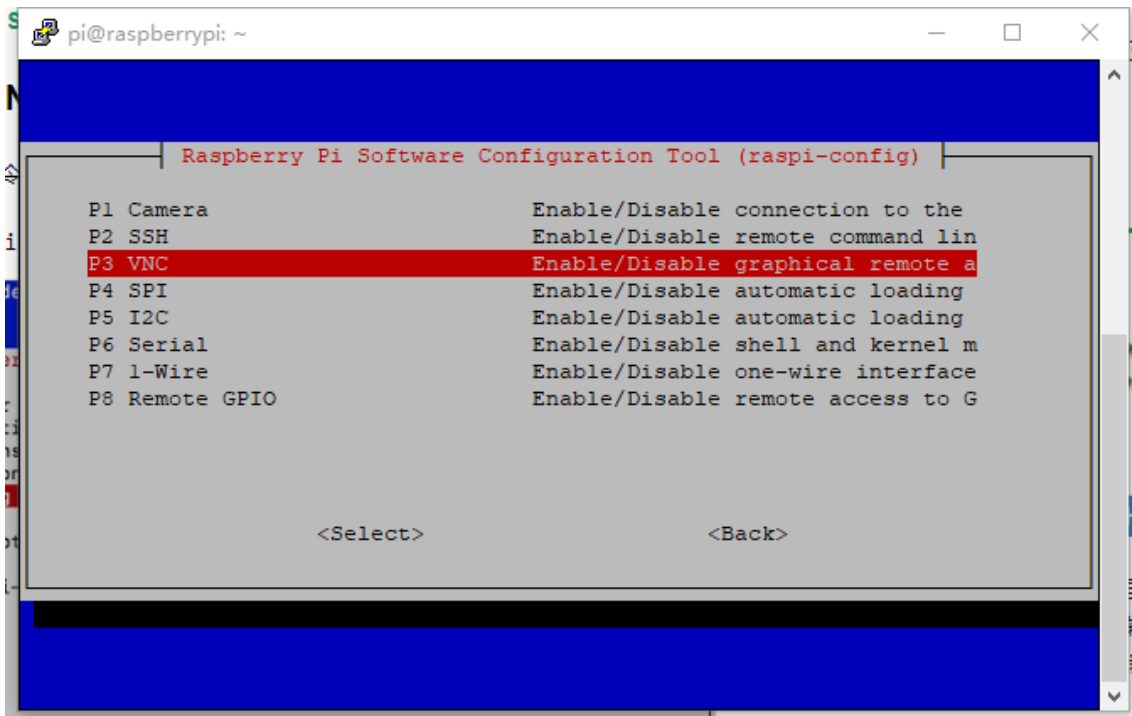 pi@raspberrypi: ~
Raspberry Pi Software Configuration Tool (raspi-config)
P1 Camera Enable/Disable connection to the
P2 SSH Enable/Disable remote command lin
P3 VNC Enable/Disable graphical remote a
P4 SPI Enable/Disable automatic loading
P5 I2C Enable/Disable automatic loading
P6 Serial Enable/Disable shell and kernel m
P7 1-Wire Enable/Disable one-wire interface
P8 Remote GPIO Enable/Disable remote access to G
<Select> <Back>